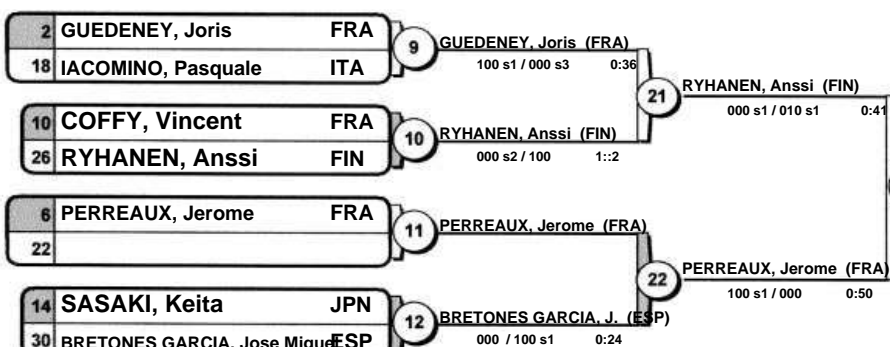 2 GUEDENEY, Joris FRA
18 IACOMINO, Pasquale ITA
9
GUEDENEY, Joris (FRA)
100 s1 / 000 s3 0:36
10 COFFY, Vincent FRA
26 RYHANEN, Anssi FIN
10
RYHANEN, Anssi (FIN)
000 s2 / 100 1::2
21
RYHANEN, Anssi (FIN)
000 s1 / 010 s1 0:41
6 PERREAUX, Jerome FRA
22
11
PERREAUX, Jerome (FRA)
14 SASAKI, Keita JPN
30 BRETONES GARCIA, Jose Miguel ESP
12
BRETONES GARCIA, J. (ESP)
000 / 100 s1 0:24
22
PERREAUX, Jerome (FRA)
100 s1 / 000 0:50